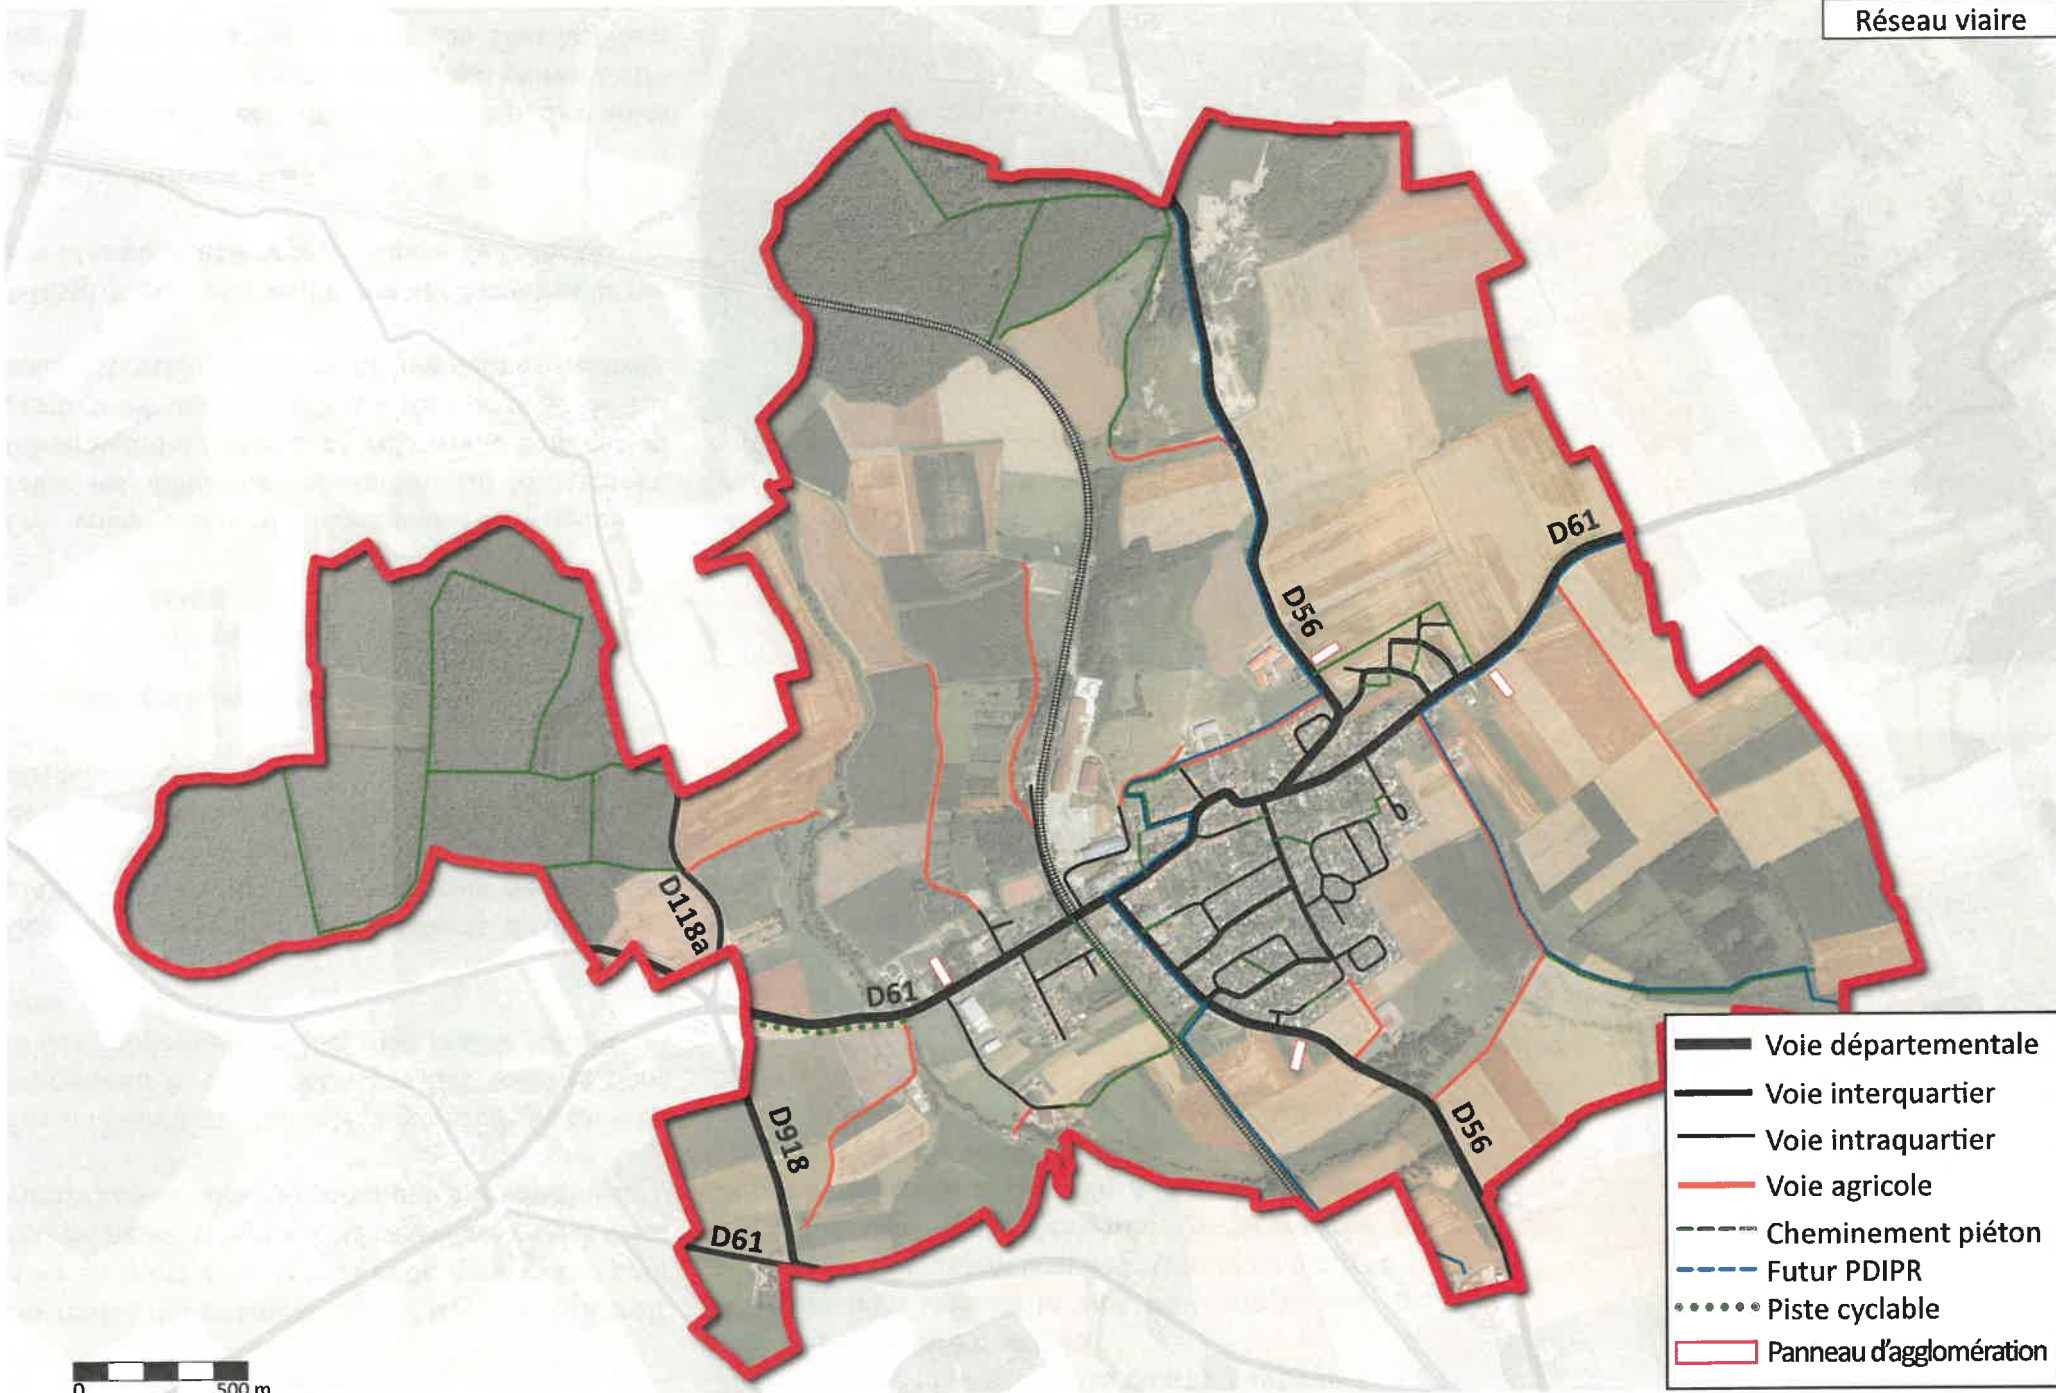 Réseau viaire
D61
D56
D118a
D61
D918
D56
D61
Voie départementale
Voie interquartier
Voie intraquartier
Voie agricole
Cheminement piéton
Futur PDIPR
Piste cyclable
Panneau d'agglomération
0 500 m